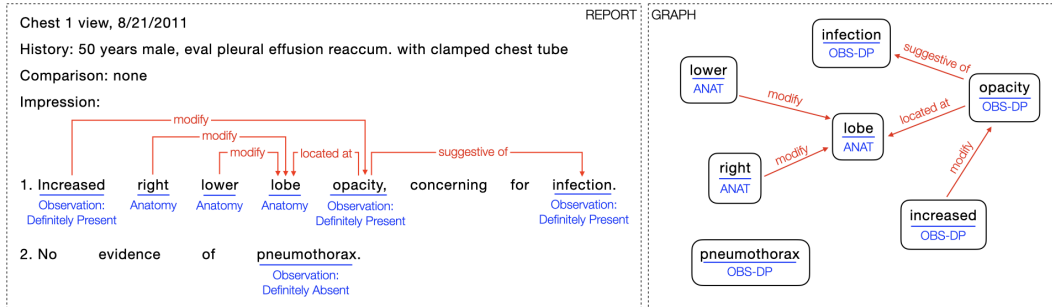 REPORT
Chest 1 view, 8/21/2011
History: 50 years male, eval pleural effusion reaccum. with clamped chest tube
Comparison: none
Impression:
modify
modify
modify located at suggestive of
1. Increased right lower lobe opacity, concerning for infection.
Observation: Definitely Present
Anatomy
Anatomy
Anatomy
Observation: Definitely Present
Observation: Definitely Present
2. No evidence of pneumothorax.
Observation:
Definitely Absent
GRAPH
infection
OBS-DP
suggestive of
lower
ANAT
opacity
OBS-DP
modify
located at
lobe
ANAT
modify
right
ANAT
modify
increased
OBS-DP
pneumothorax
OBS-DP